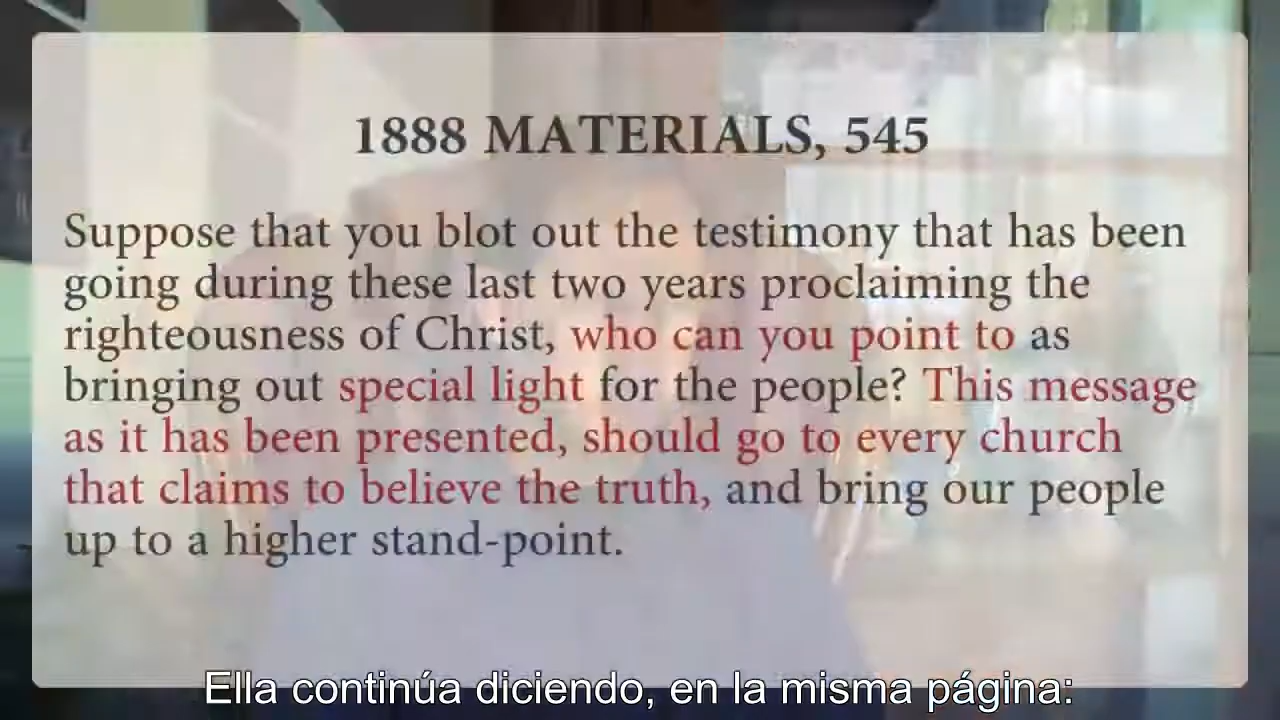 1888 MATERIALS, 545
Suppose that you blot out the testimony that has been
going during these last two years proclaiming the
righteousness of Christ, who can you point to as
bringing out special light for the people? This message
as it has been presented, should go to every church
that claims to believe the truth, and bring our people
up to a higher stand-point.
Ella continúa diciendo, en la misma página: